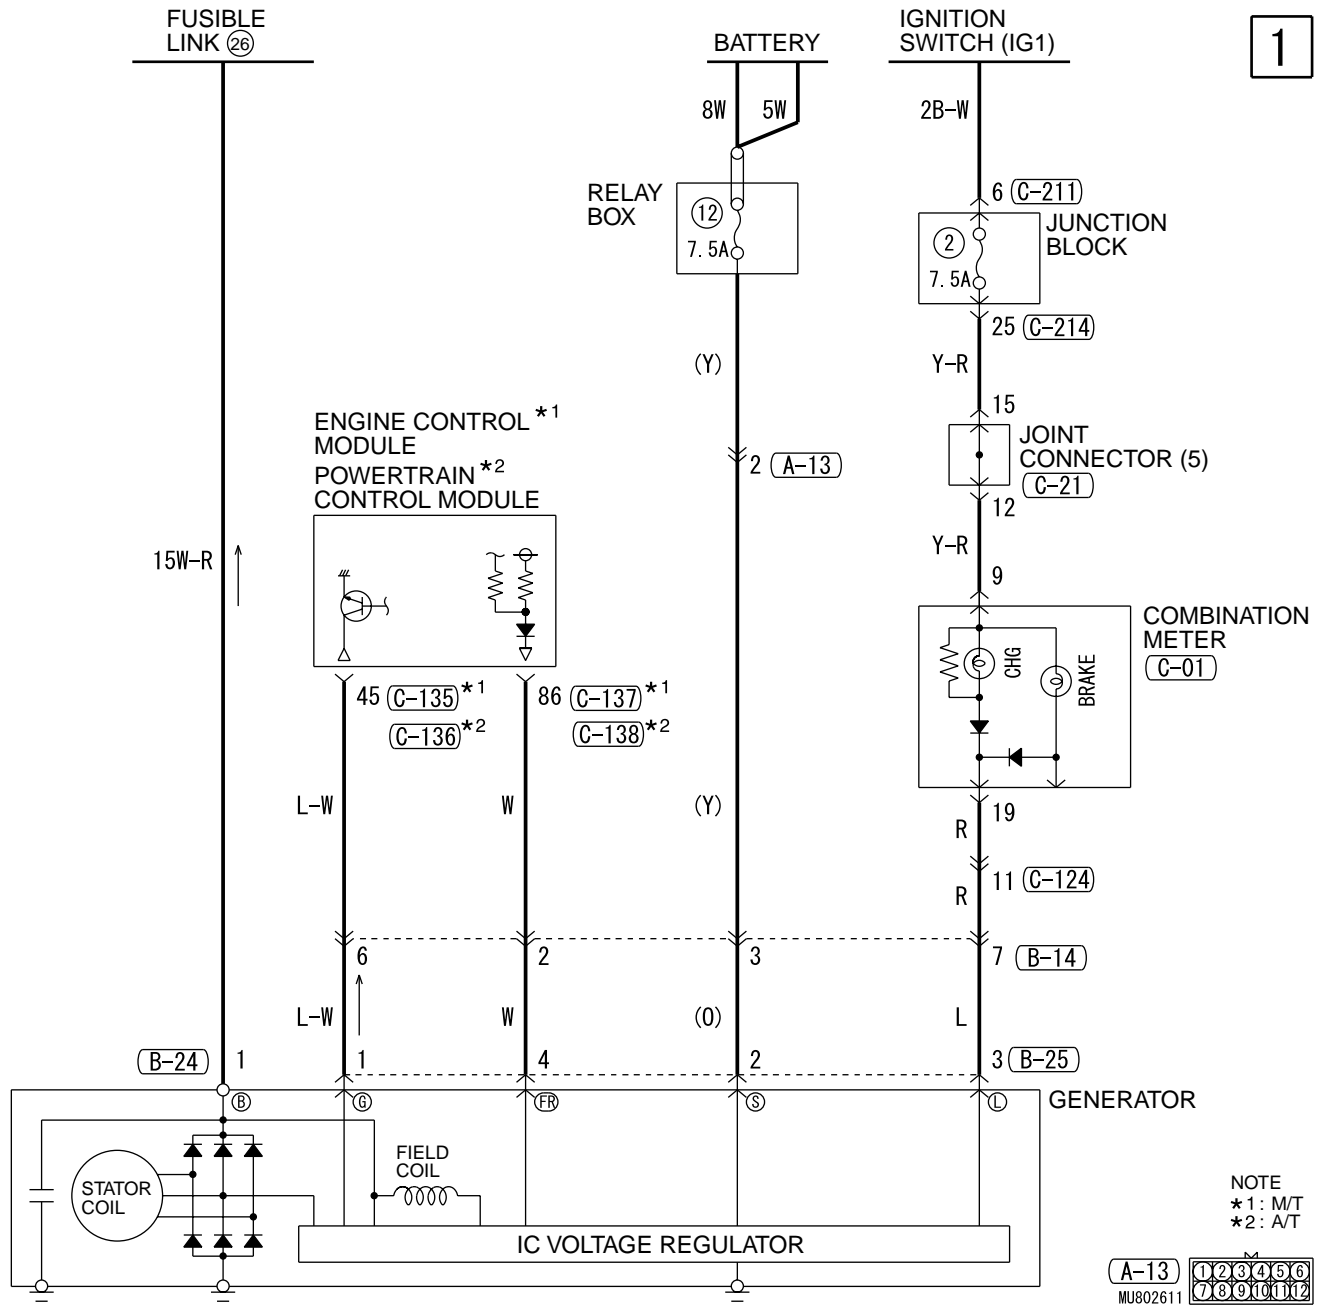 FUSIBLE
LINK 26
BATTERY
IGNITION
SWITCH (IG1)
1
8W
5W
2B-W
RELAY
BOX
12
7.5A
6 C-211
JUNCTION
BLOCK
2
7.5A
25 C-214
(Y)
Y-R
15
JOINT
CONNECTOR (5)
C-21
12
2 A-13
ENGINE CONTROL *1
MODULE
POWERTRAIN *2
CONTROL MODULE
15W-R
Y-R
9
COMBINATION
METER
C-01
CHG
BRAKE
45 C-135 *1
C-136 *2
86 C-137 *1
C-138 *2
L-W
W
(Y)
19
R
11 C-124
R
6
2
3
7 B-14
L-W
W
(O)
L
B-24 1
1
4
2
3 B-25
B
G
FR
S
L
GENERATOR
STATOR
COIL
FIELD
COIL
IC VOLTAGE REGULATOR
NOTE
*1 : M/T
*2 : A/T
A-13
MU802611
1 2 3 4 5 6
7 8 9 10 11 12